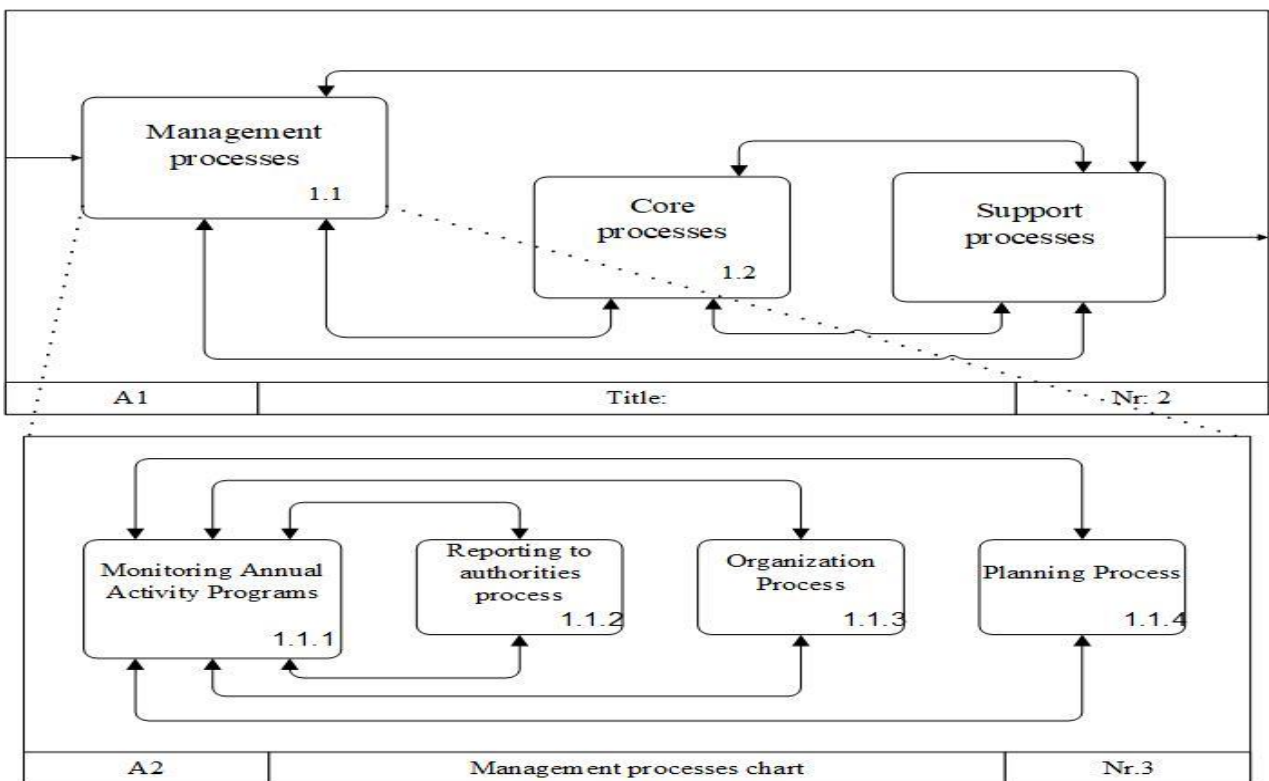 Management
processes
1.1
Core
processes
1.2
Support
processes
A1
Title:
Nr: 2
Monitoring Annual
Activity Programs
1.1.1
Reporting to
authorities
process
1.1.2
Organization
Process
1.1.3
Planning Process
1.1.4
A2
Management processes chart
Nr.3